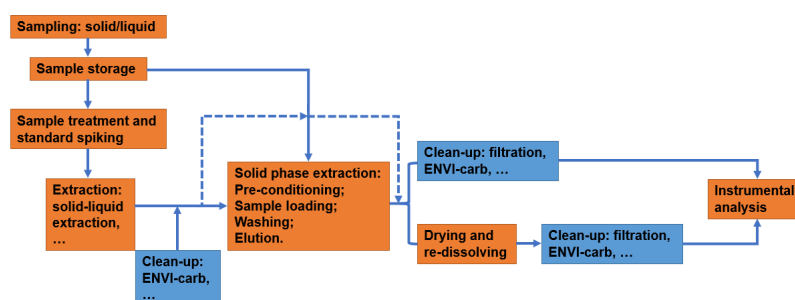 Sampling: solid/liquid
Sample storage
Sample treatment and
standard spiking
Extraction:
solid-liquid
extraction,
…
Clean-up:
ENVI-carb,
…
Solid phase extraction:
Pre-conditioning;
Sample loading;
Washing;
Elution.
Clean-up: filtration,
ENVI-carb, …
Drying and
re-dissolving
Clean-up: filtration,
ENVI-carb, …
Instrumental
analysis